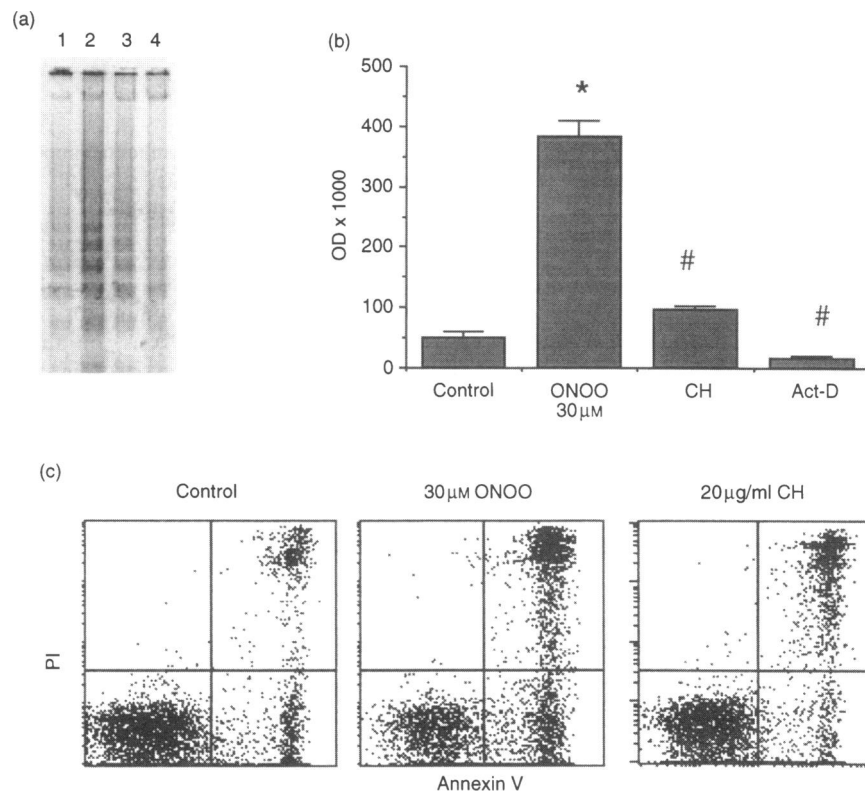 (a)
1 2 3 4
(b)
500
400
300
200
100
0
OD x 1000
*
#
#
Control
ONOO
30 μM
CH
Act-D
(c)
Control
30 μM ONOO
20 μg/ml CH
PI
Annexin V